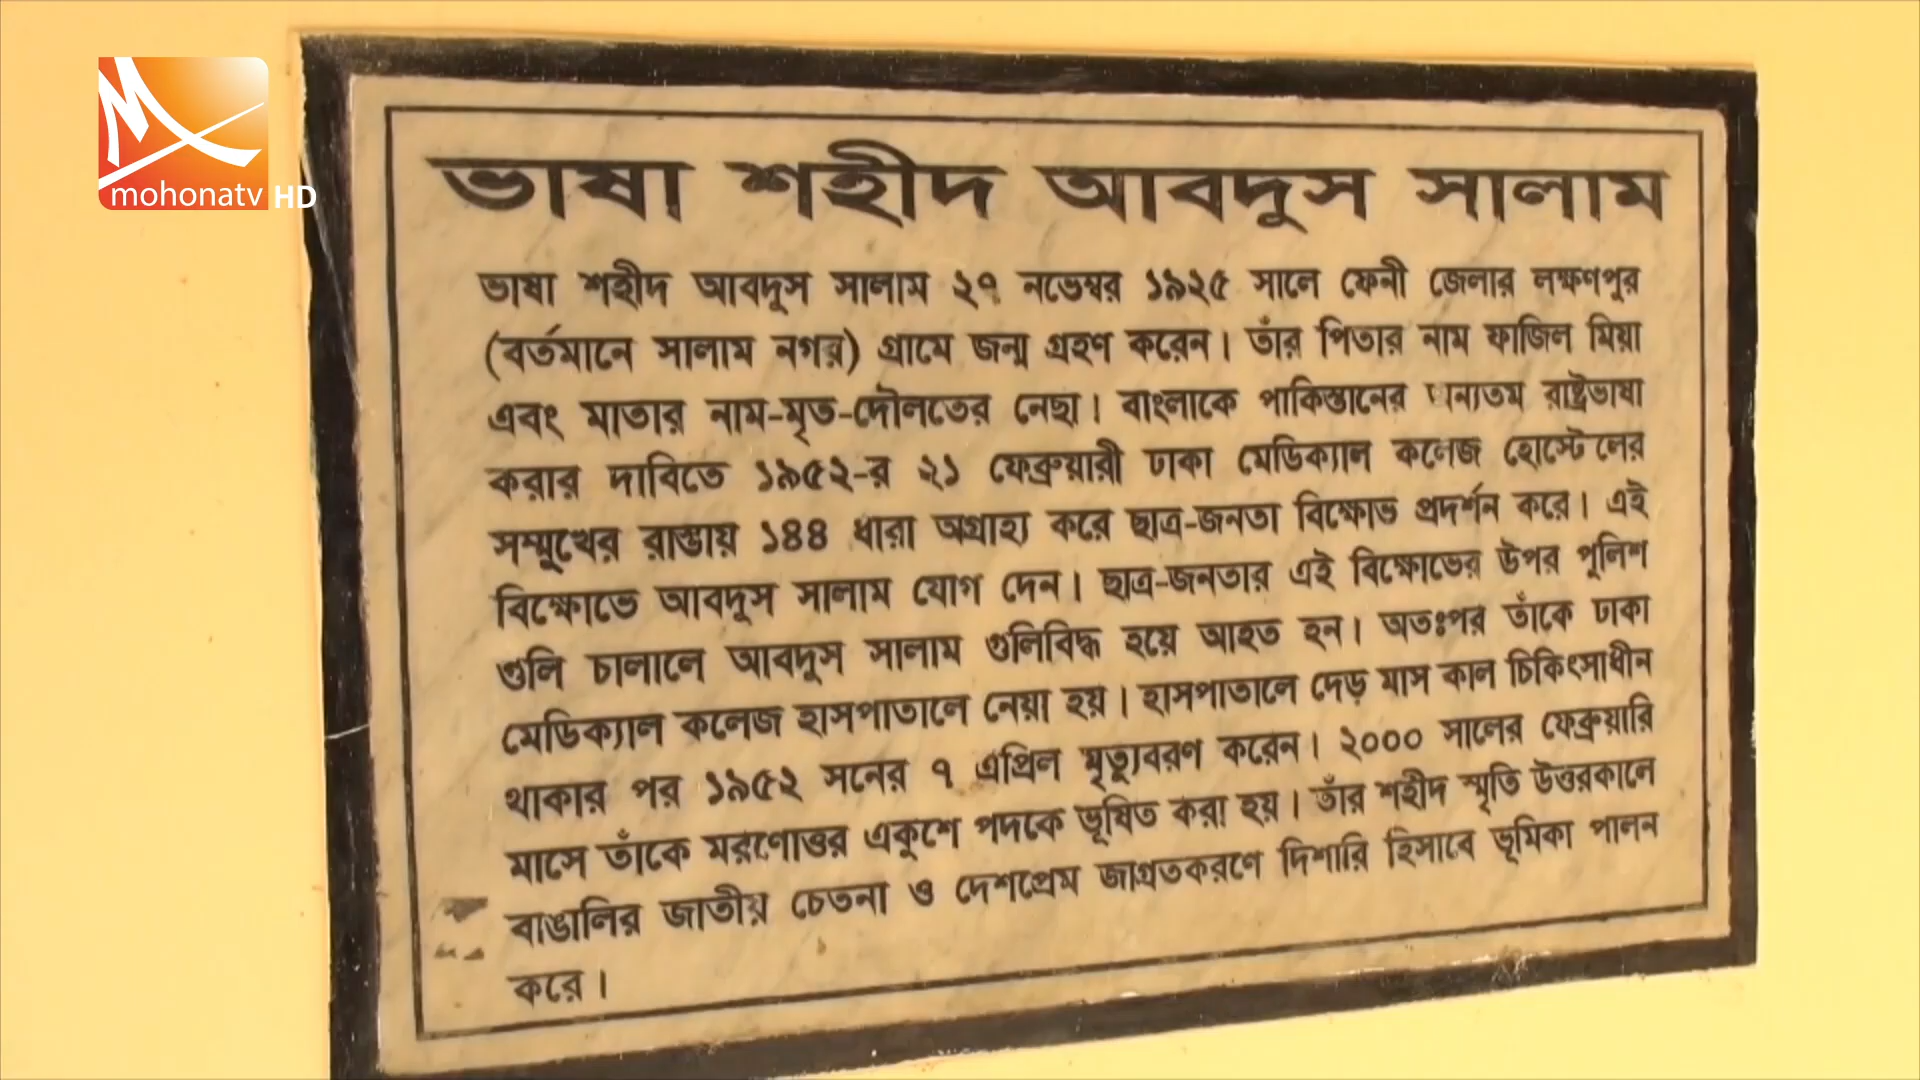 mohonatv HD
ভাষা শহীদ আবদুস সালাম
ভাষা শহীদ আবদুস সালাম ২৭ নভেম্বর ১৯২৫ সালে ফেনী জেলার লক্ষণপুর
(বর্তমানে সালাম নগর) গ্রামে জন্ম গ্রহণ করেন। তাঁর পিতার নাম ফাজিল মিয়া
এবং মাতার নাম-মৃত-দৌলতের নেছা। বাংলাকে পাকিস্তানের অন্যতম রাষ্ট্রভাষা
করার দাবিতে ১৯৫২-র ২১ ফেব্রুয়ারী ঢাকা মেডিক্যাল কলেজ হোস্টেলের
সম্মুখের রাস্তায় ১৪৪ ধারা অগ্রাহ্য করে ছাত্র-জনতা বিক্ষোভ প্রদর্শন করে। এই
বিক্ষোভে আবদুস সালাম যোগ দেন। ছাত্র-জনতার এই বিক্ষোভের উপর পুলিশ
গুলি চালালে আবদুস সালাম গুলিবিদ্ধ হয়ে আহত হন। অতঃপর তাঁকে ঢাকা
মেডিক্যাল কলেজ হাসপাতালে নেয়া হয়। হাসপাতালে দেড় মাস কাল চিকিৎসাধীন
থাকার পর ১৯৫২ সনের ৭ এপ্রিল মৃত্যুবরণ করেন। ২০০০ সালের ফেব্রুয়ারি
মাসে তাঁকে মরণোত্তর একুশে পদকে ভূষিত করা হয়। তাঁর শহীদ স্মৃতি উত্তরকালে
বাঙালির জাতীয় চেতনা ও দেশপ্রেম জাগ্রতকরণে দিশারি হিসাবে ভূমিকা পালন
করে।